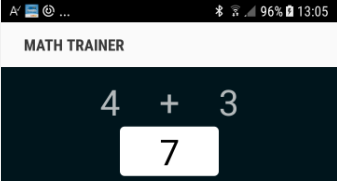 A ... 96% 13:05
MATH TRAINER
4 + 3
7